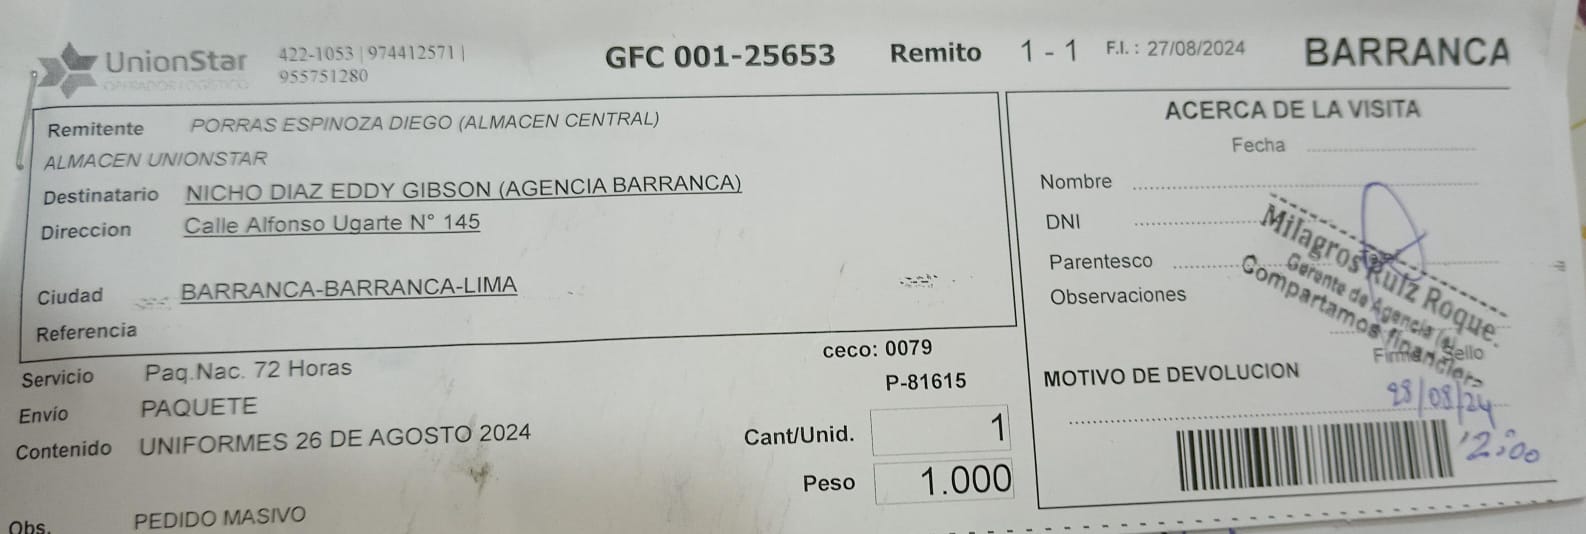 UnionStar
OPERADOR LOGÍSTICO
422-1053 | 974412571 |
955751280
GFC 001-25653 Remito 1 - 1 F.I. : 27/08/2024 BARRANCA
Remitente PORRAS ESPINOZA DIEGO (ALMACEN CENTRAL)
ALMACEN UNIONSTAR
Destinatario NICHO DIAZ EDDY GIBSON (AGENCIA BARRANCA)
Direccion Calle Alfonso Ugarte N° 145
Ciudad BARRANCA-BARRANCA-LIMA
Referencia
Servicio Paq.Nac. 72 Horas
ceco: 0079
Envío PAQUETE
P-81615
Contenido UNIFORMES 26 DE AGOSTO 2024
Cant/Unid. 1
Peso 1.000
Obs. PEDIDO MASIVO
ACERCA DE LA VISITA
Fecha
Nombre
DNI
Parentesco
Observaciones
Milagros Ruiz Roque.
Gerente de Agencia (e)
Compartamos financiera
Firma Sello
MOTIVO DE DEVOLUCION
28/08/24
12:00